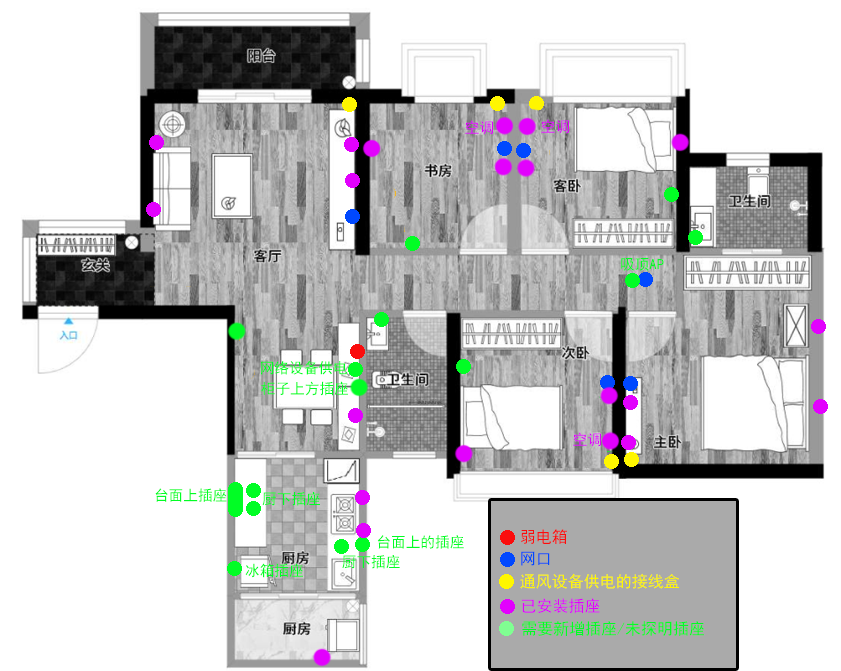 阳台
空调
空调
书房
客卧
卫生间
客厅
玄关
吸顶AP
入口
次卧
网络设备供电
柜子上方插座
卫生间
空调
主卧
台面上插座
厨下插座
台面上的插座
厨房
厨下插座
冰箱插座
厨房
弱电箱
网口
通风设备供电的接线盒
已安装插座
需要新增插座/未探明插座